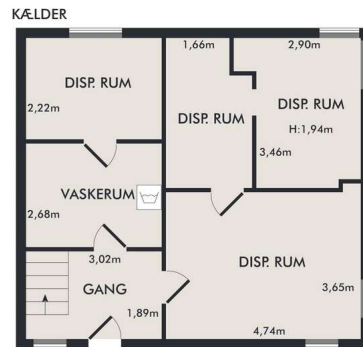 KÆLDER
1,66m
2,90m
DISP. RUM
DISP. RUM
2,22m
DISP. RUM
H:1,94m
3,46m
VASKERUM
2,68m
3,02m
DISP. RUM
GANG
3,65m
1,89m
4,74m